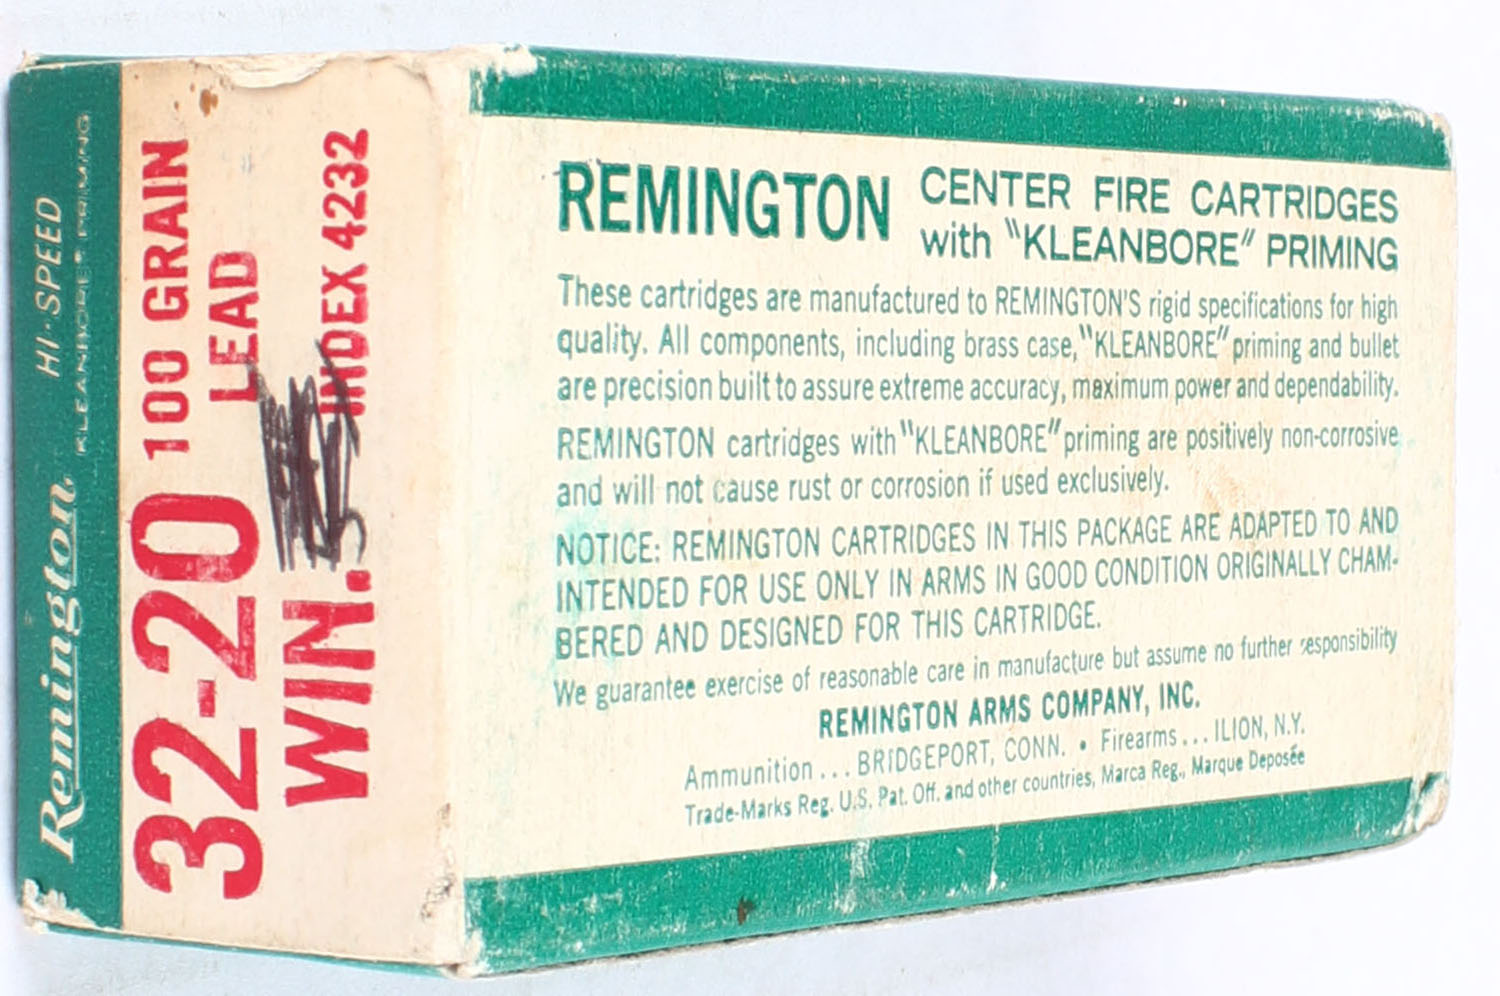 Remington
HI-SPEED
KLEANBORE PRIMING
32-20
WIN.
100 GRAIN
LEAD
INDEX 4232
REMINGTON
CENTER FIRE CARTRIDGES
with "KLEANBORE" PRIMING
These cartridges are manufactured to REMINGTON'S rigid specifications for high
quality. All components, including brass case, "KLEANBORE" priming and bullet
are precision built to assure extreme accuracy, maximum power and dependability.
REMINGTON cartridges with "KLEANBORE" priming are positively non-corrosive
and will not cause rust or corrosion if used exclusively.
NOTICE: REMINGTON CARTRIDGES IN THIS PACKAGE ARE ADAPTED TO AND
INTENDED FOR USE ONLY IN ARMS IN GOOD CONDITION ORIGINALLY CHAM-
BERED AND DESIGNED FOR THIS CARTRIDGE.
We guarantee exercise of reasonable care in manufacture but assume no further responsibility
REMINGTON ARMS COMPANY, INC.
Ammunition ... BRIDGEPORT, CONN. • Firearms ... ILION, N.Y.
Trade-Marks Reg. U.S. Pat. Off. and other countries, Marca Reg., Marque Deposée